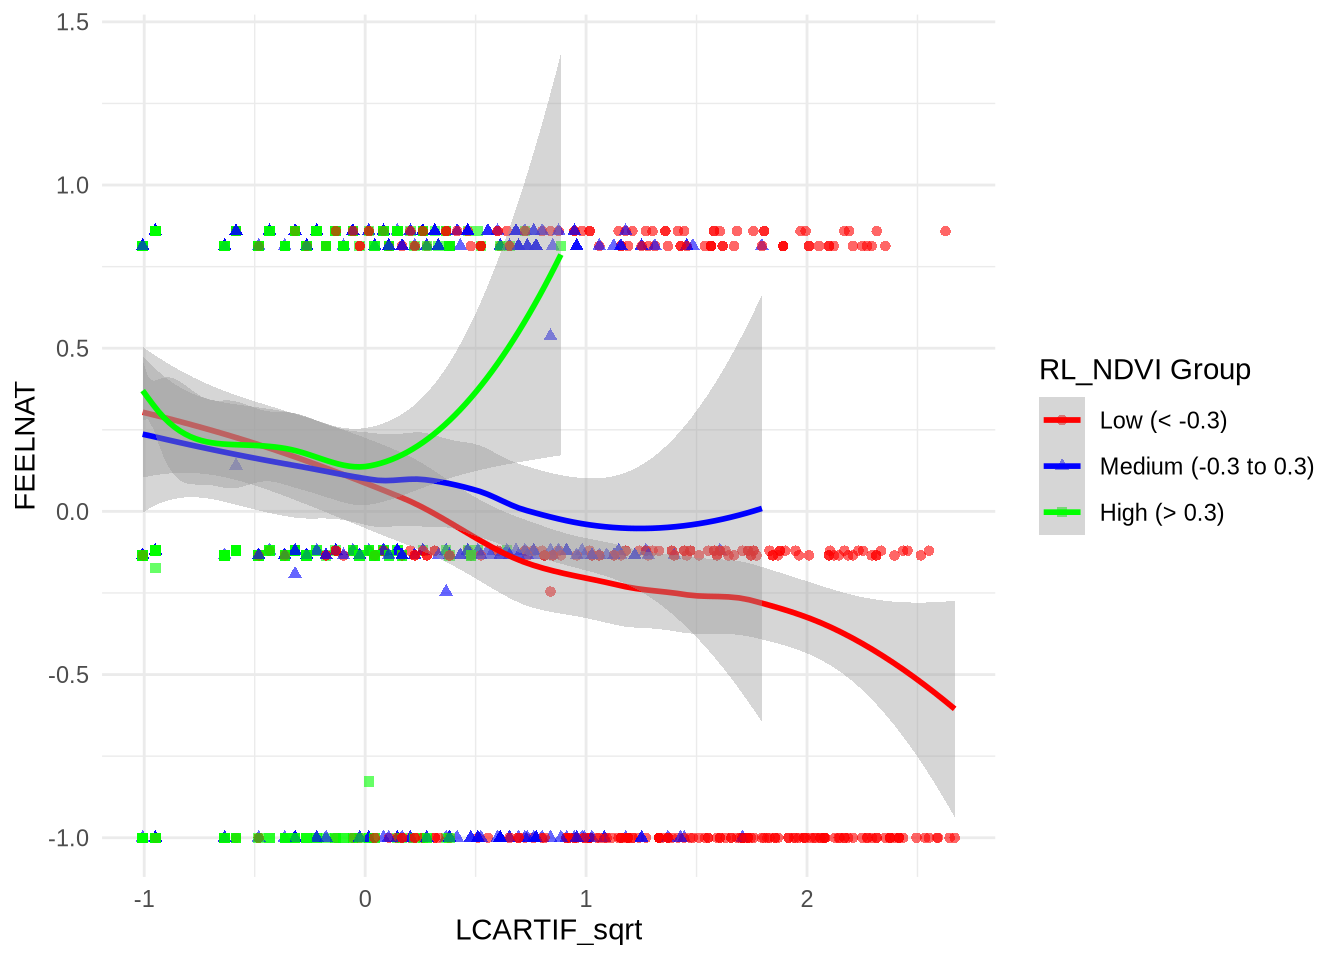 1.5
1.0
0.5
0.0
-0.5
-1.0
FEELNAT
-1 0 1 2
LCARTIF_sqrt
RL_NDVI Group
Low (< -0.3)
Medium (-0.3 to 0.3)
High (> 0.3)